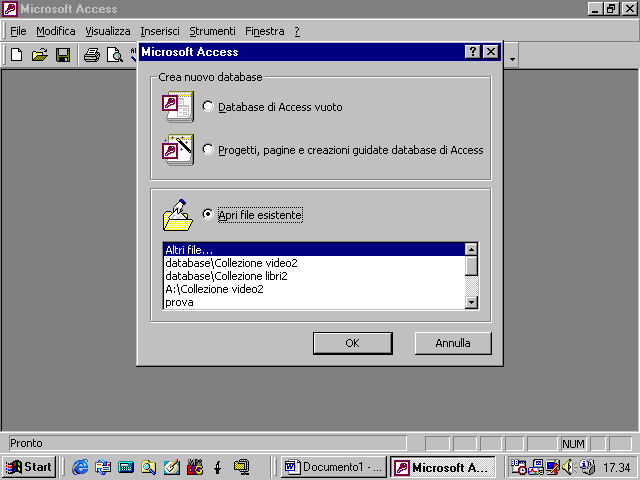 Microsoft Access
File Modifica Visualizza Inserisci Strumenti Finestra ?
Microsoft Access
Crea nuovo database
Database di Access vuoto
Progetti, pagine e creazioni guidate database di Access
Apri file esistente
Altri file...
database\Collezione video2
database\Collezione libri2
A:\Collezione video2
prova
OK Annulla
Pronto NUM
Start Documento1 - ... Microsoft A... 17.34